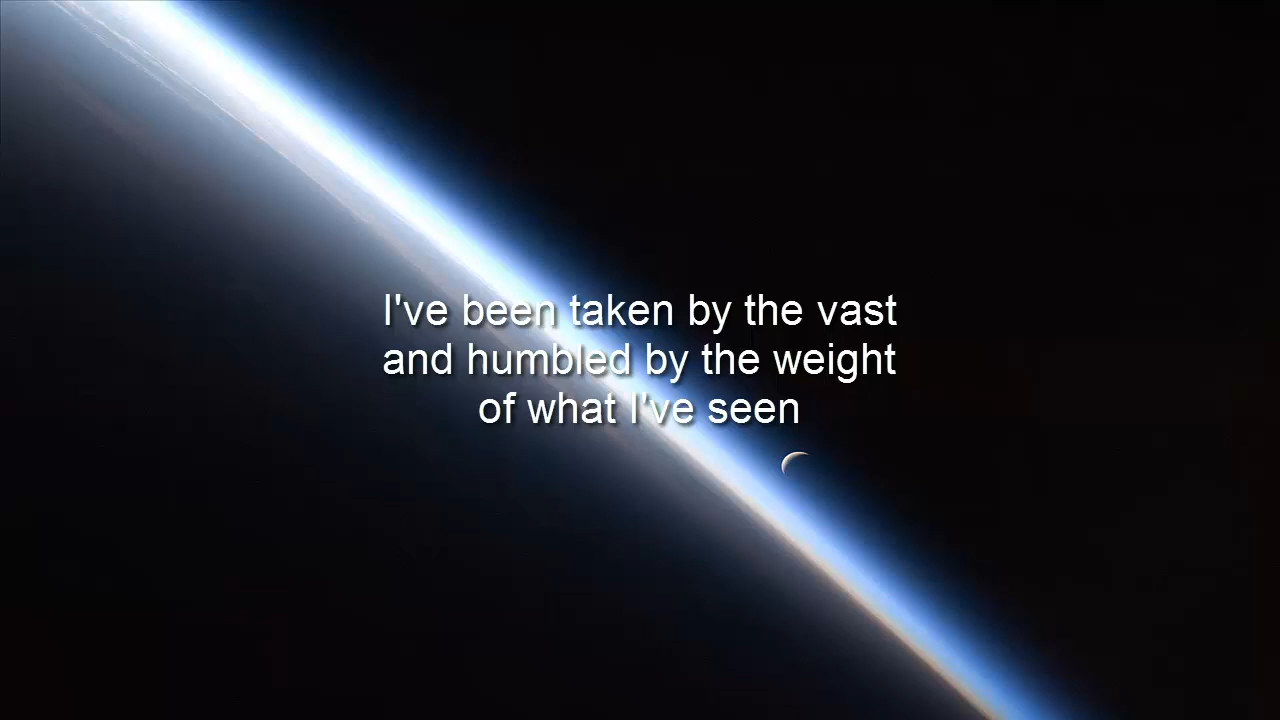 I've been taken by the vast
and humbled by the weight
of what I've seen